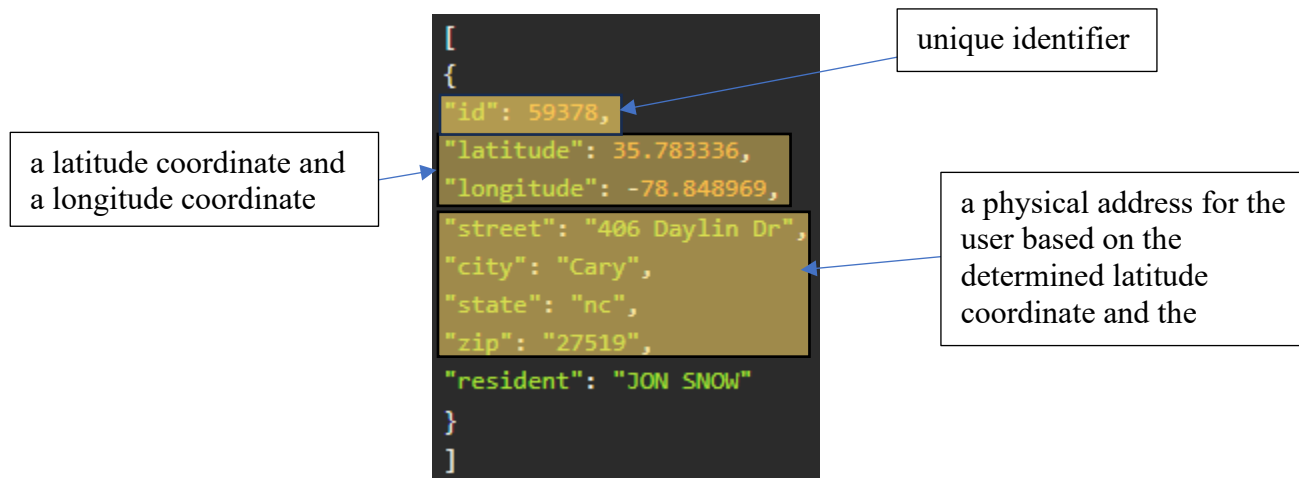 unique identifier
a latitude coordinate and
a longitude coordinate
[
{
"id": 59378,
"latitude": 35.783336,
"longitude": -78.848969,
"street": "406 Daylin Dr",
"city": "Cary",
"state": "nc",
"zip": "27519",
"resident": "JON SNOW"
}
]
a physical address for the
user based on the
determined latitude
coordinate and the